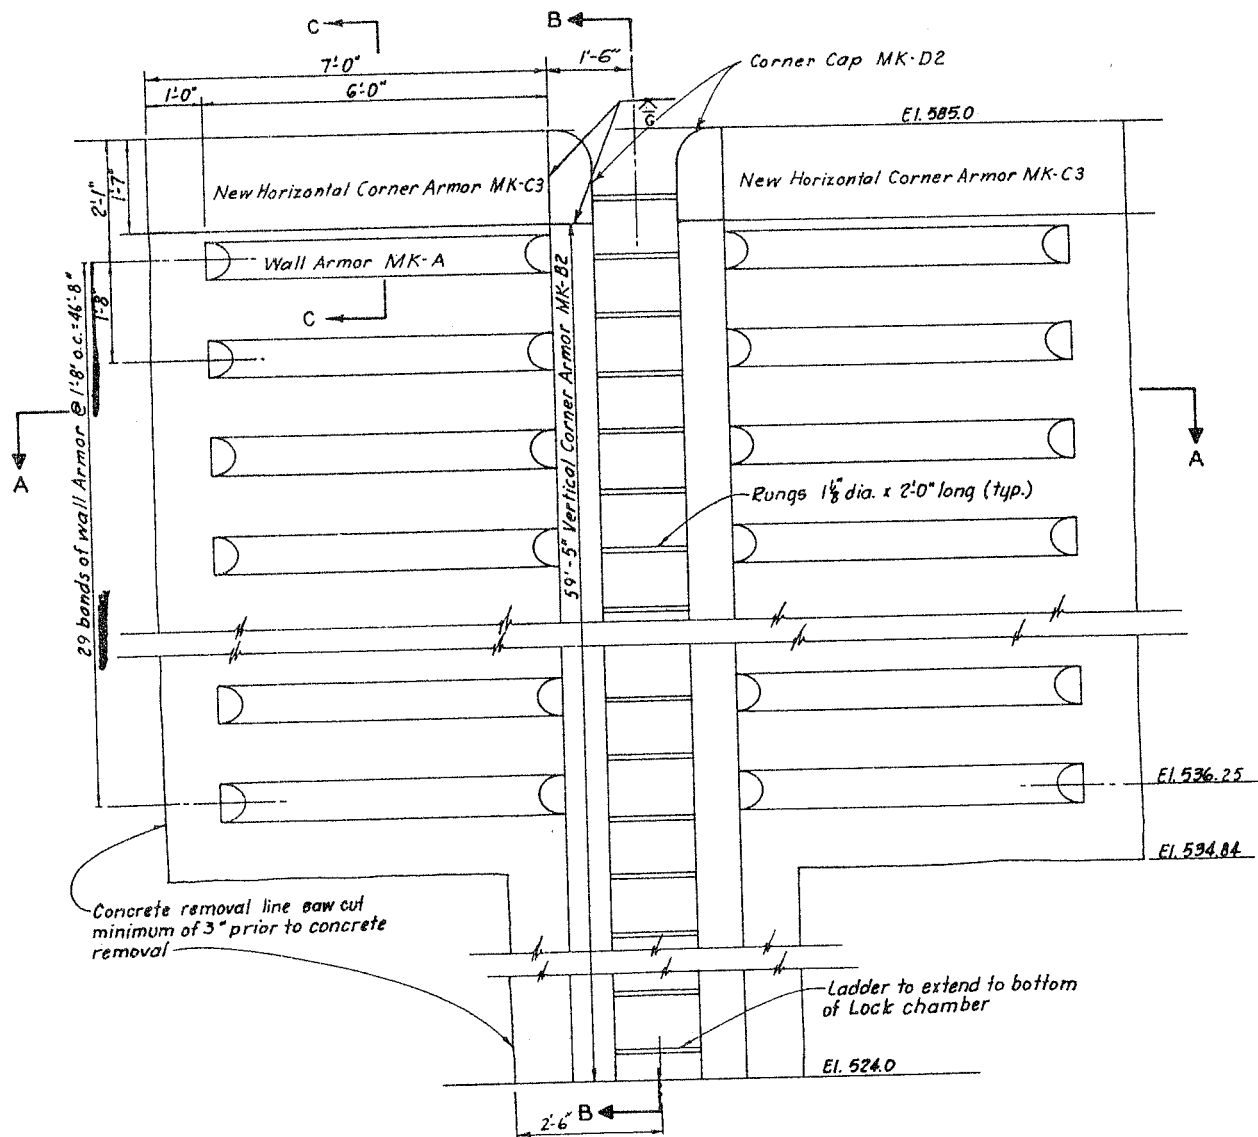 C
B
7'-0"
1'-6"
Corner Cap MK-D2
1'-0"
6'-0"
El. 585.0
2'-1"
1'-7"
New Horizontal Corner Armor MK-C3
New Horizontal Corner Armor MK-C3
Wall Armor MK-A
1'-8"
C
29 bands of wall Armor @ 1'-8" o.c. = 46'-8"
59'-5" Vertical Corner Armor MK-B2
A
A
Rungs 1 1/8" dia. x 2'-0" long (typ.)
El. 536.25
El. 534.84
Concrete removal line saw cut
minimum of 3" prior to concrete
removal
Ladder to extend to bottom
of Lock chamber
El. 524.0
B
2'-6"